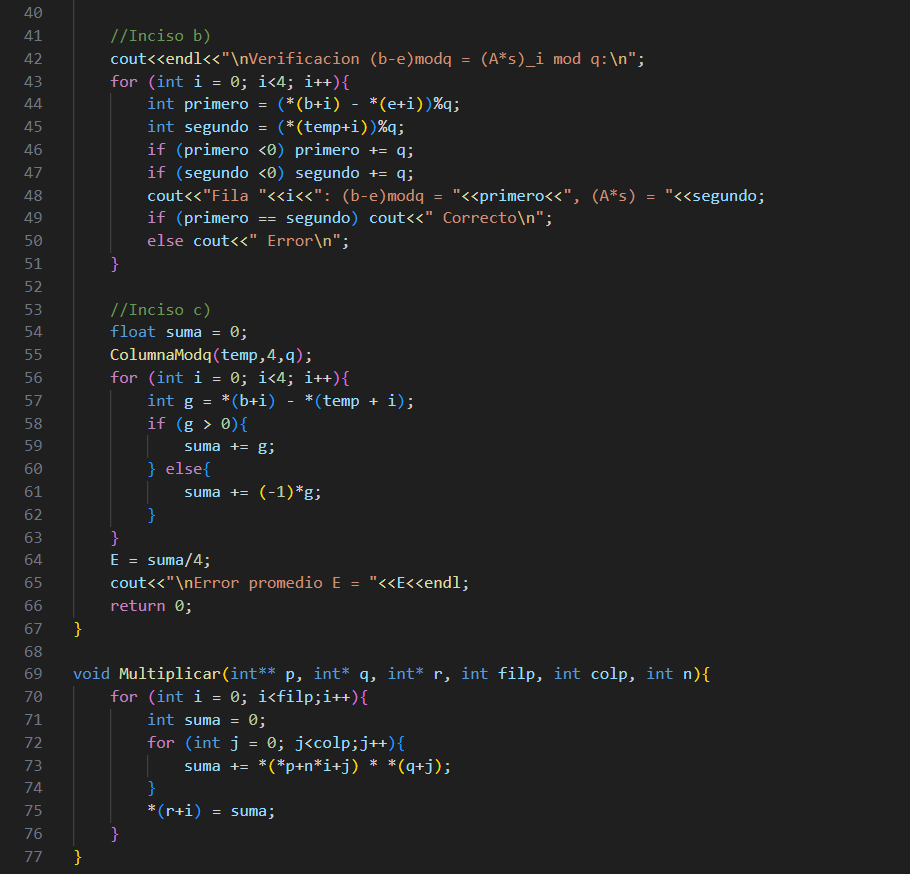 40
41 //Inciso b)
42 cout<<endl<<"\nVerificacion (b-e)modq = (A*s)_i mod q:\n";
43 for (int i = 0; i<4; i++){
44 int primero = (*(b+i) - *(e+i))%q;
45 int segundo = (*(temp+i))%q;
46 if (primero <0) primero += q;
47 if (segundo <0) segundo += q;
48 cout<<"Fila "<<i<<": (b-e)modq = "<<primero<<", (A*s) = "<<segundo;
49 if (primero == segundo) cout<<" Correcto\n";
50 else cout<<" Error\n";
51 }
52
53 //Inciso c)
54 float suma = 0;
55 ColumnaModq(temp,4,q);
56 for (int i = 0; i<4; i++){
57 int g = *(b+i) - *(temp + i);
58 if (g > 0){
59 suma += g;
60 } else{
61 suma += (-1)*g;
62 }
63 }
64 E = suma/4;
65 cout<<"\nError promedio E = "<<E<<endl;
66 return 0;
67 }
68
69 void Multiplicar(int** p, int* q, int* r, int filp, int colp, int n){
70 for (int i = 0; i<filp;i++){
71 int suma = 0;
72 for (int j = 0; j<colp;j++){
73 suma += *(*p+n*i+j) * *(q+j);
74 }
75 *(r+i) = suma;
76 }
77 }